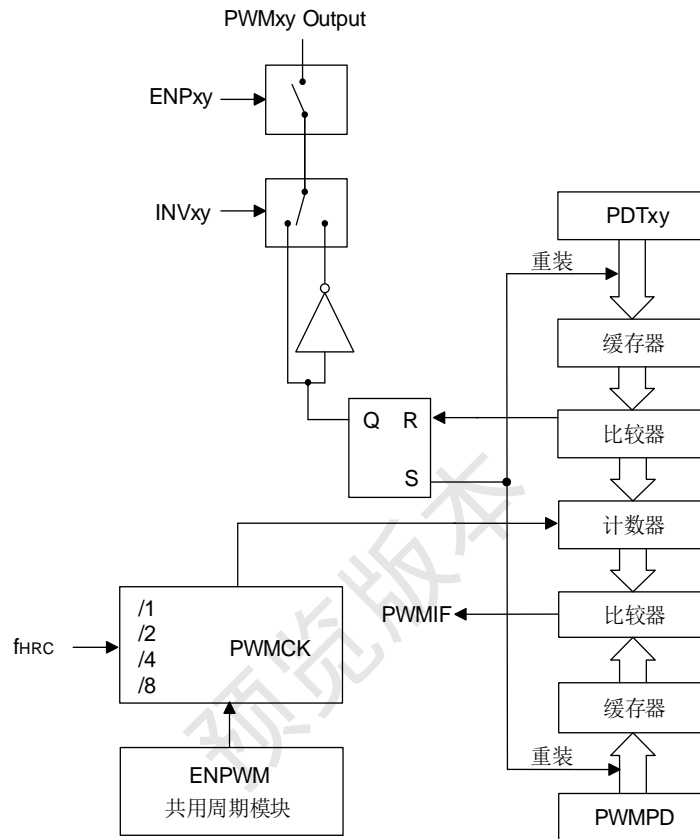 PWMxy Output
ENPxy
INVxy
PDTxy
重装
缓存器
Q R
S
比较器
计数器
/1
/2
/4
/8
PWMCK
fHRC
PWMIF
比较器
缓存器
ENPWM
共用周期模块
重装
PWMPD
预览版本